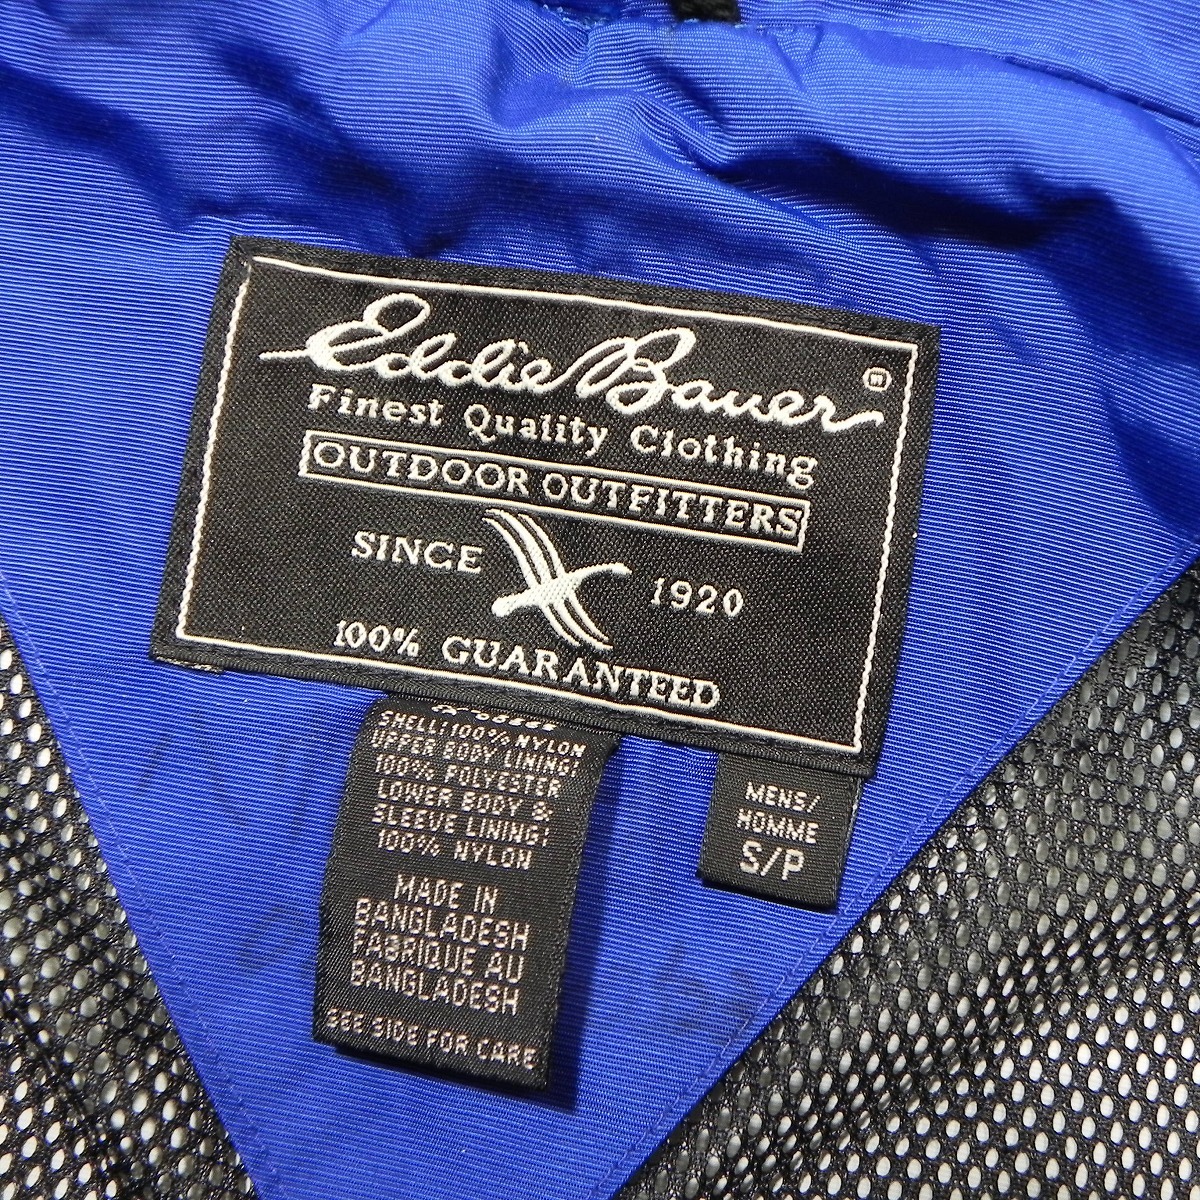 Eddie Bauer ®
Finest Quality Clothing
OUTDOOR OUTFITTERS
SINCE 1920
100% GUARANTEED
SHELL: 100% NYLON
UPPER BODY LINING:
100% POLYESTER
LOWER BODY &
SLEEVE LINING:
100% NYLON
MADE IN
BANGLADESH
FABRIQUE AU
BANGLADESH
SEE SIDE FOR CARE
MENS/
HOMME
S/P